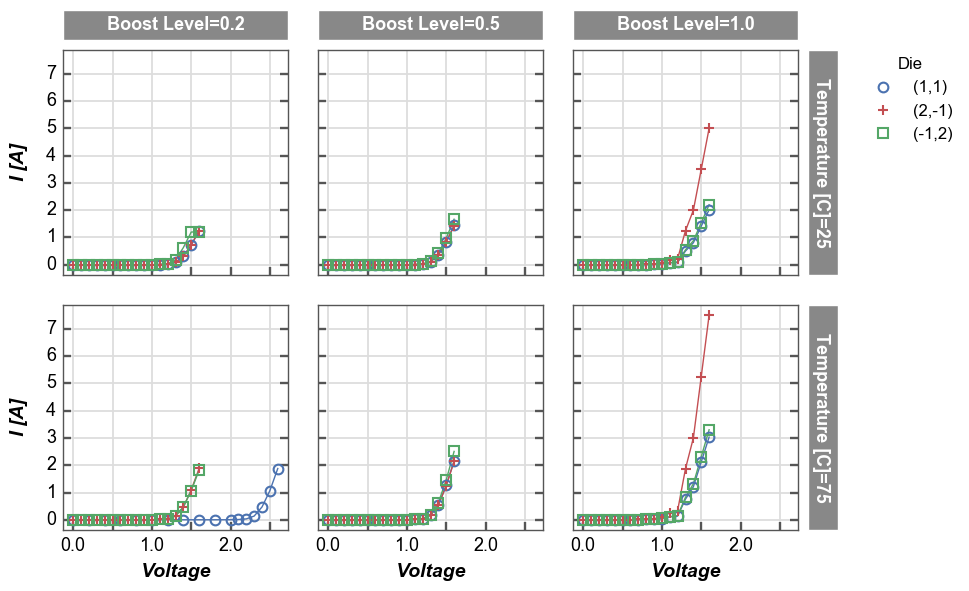 Boost Level=0.2
Boost Level=0.5
Boost Level=1.0
7
6
5
4
3
2
1
0
I [A]
Temperature [C]=25
Die
(1,1)
(2,-1)
(-1,2)
7
6
5
4
3
2
1
0
I [A]
Temperature [C]=75
0.0 1.0 2.0
0.0 1.0 2.0
0.0 1.0 2.0
Voltage
Voltage
Voltage